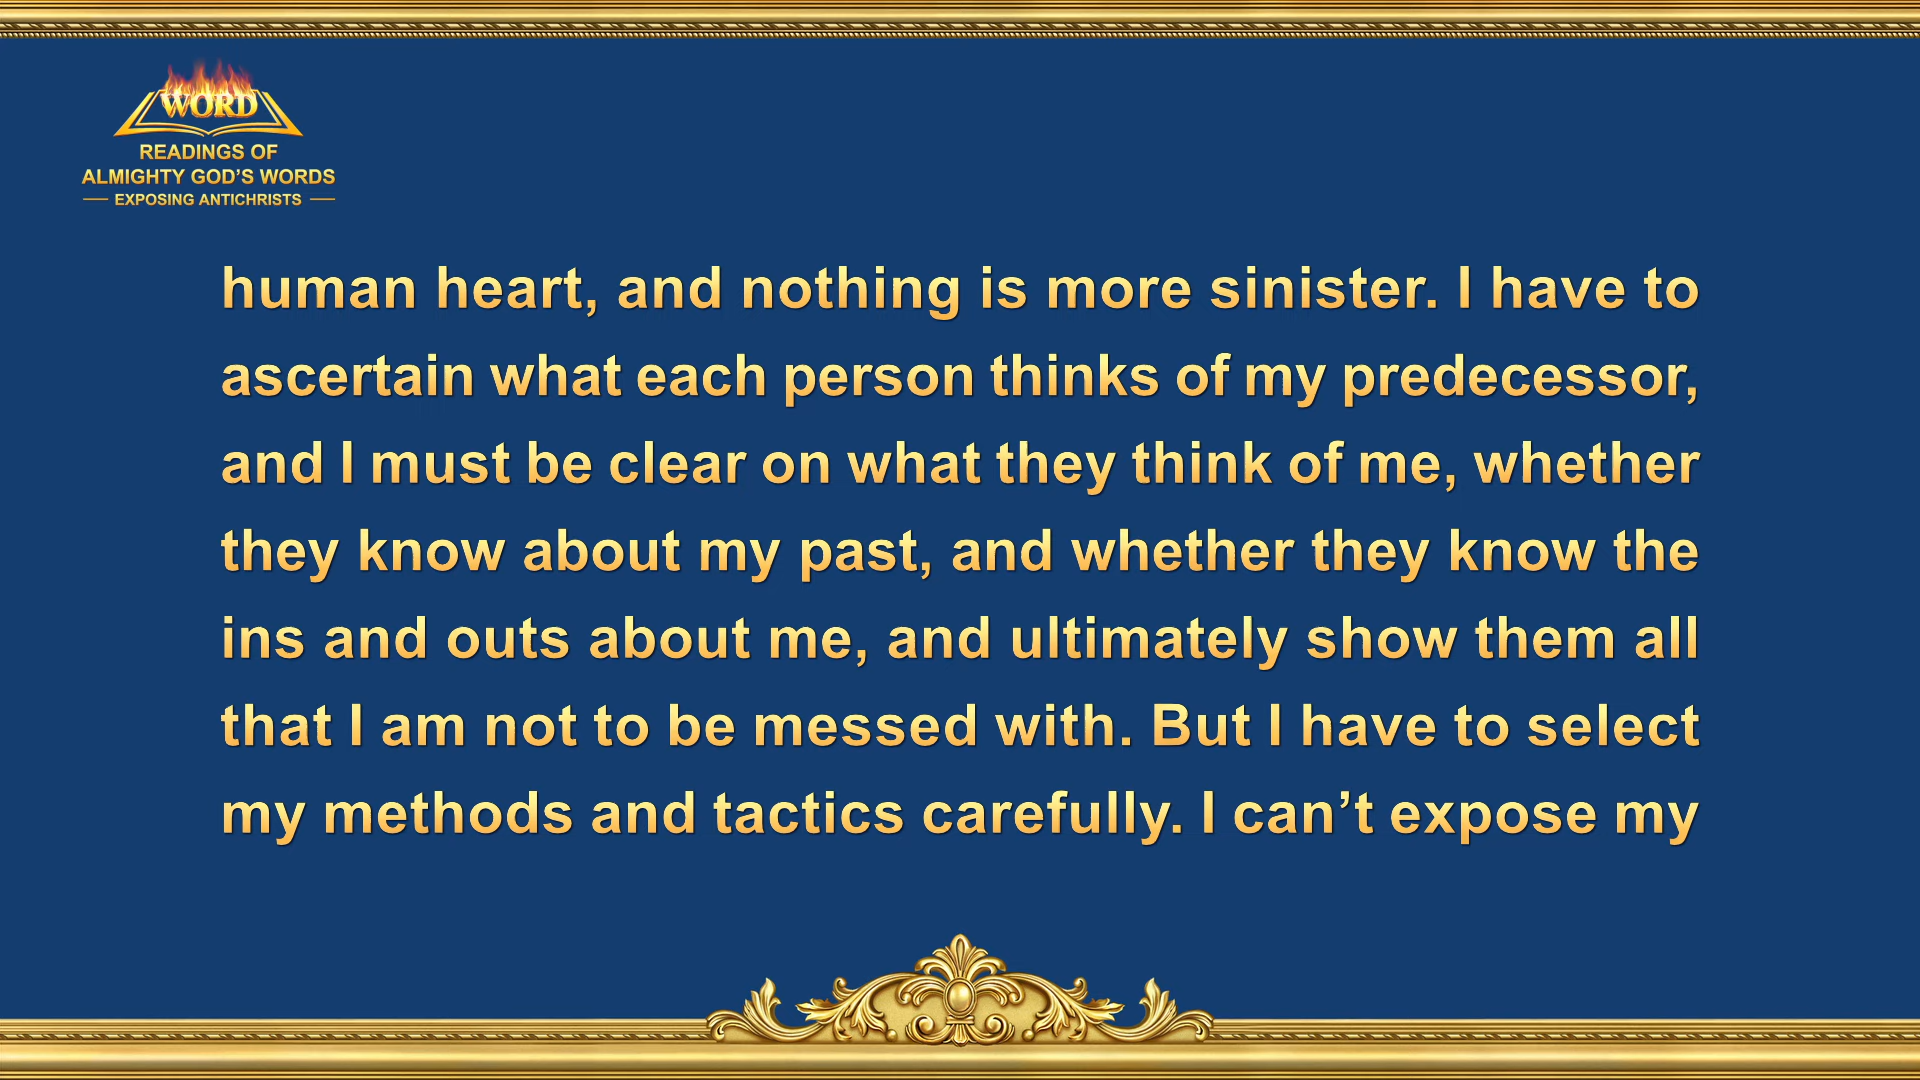 WORD
READINGS OF
ALMIGHTY GOD’S WORDS
EXPOSING ANTICHRISTS
human heart, and nothing is more sinister. I have to
ascertain what each person thinks of my predecessor,
and I must be clear on what they think of me, whether
they know about my past, and whether they know the
ins and outs about me, and ultimately show them all
that I am not to be messed with. But I have to select
my methods and tactics carefully. I can’t expose my